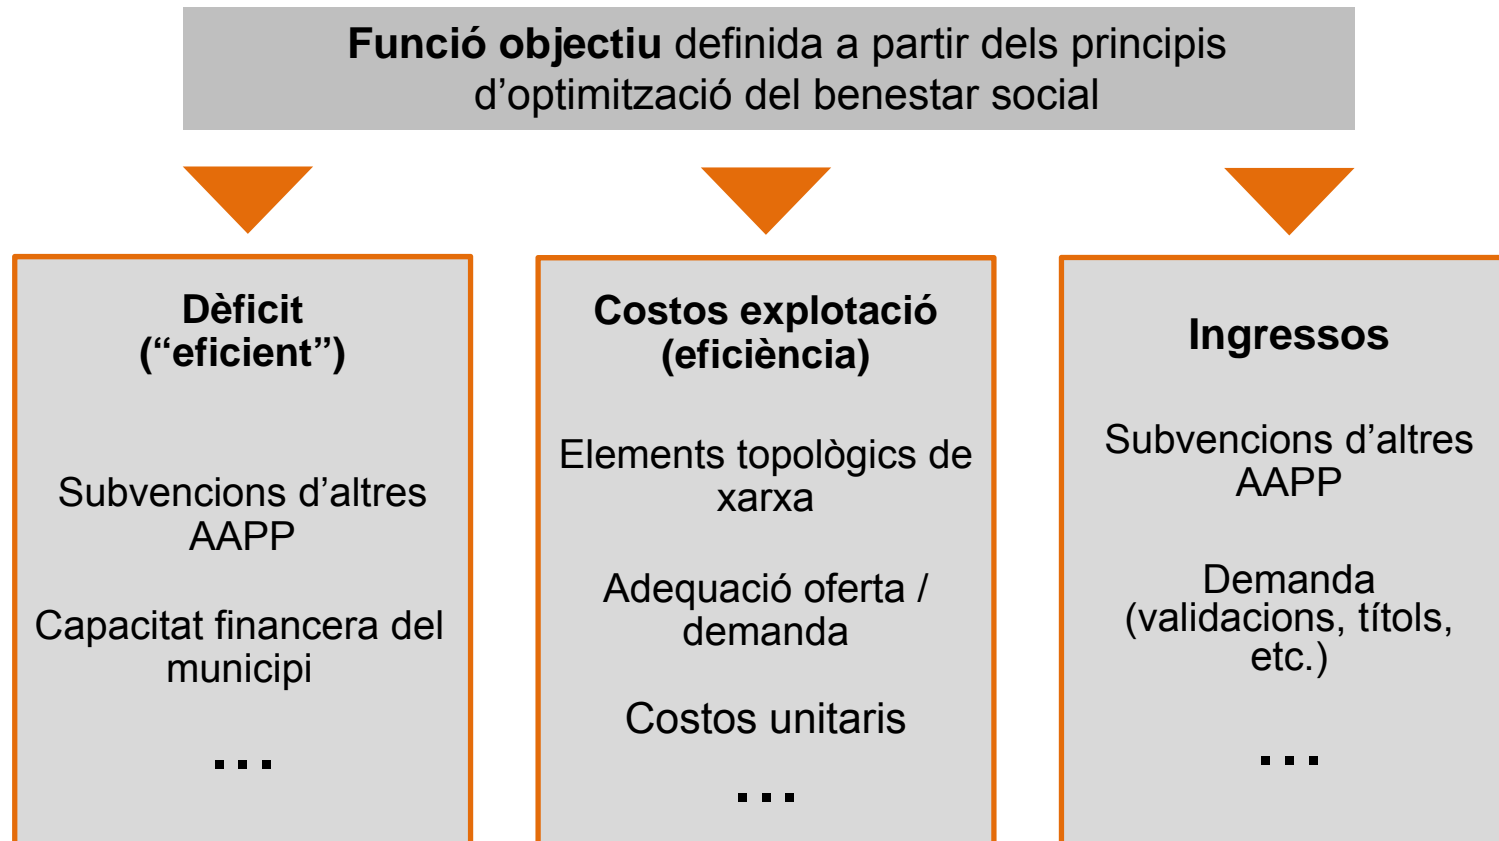 Funció objectiu definida a partir dels principis
d’optimització del benestar social
Dèficit
(“eficient”)
Subvencions d’altres
AAPP
Capacitat financera del
municipi
...
Costos explotació
(eficiència)
Elements topològics de
xarxa
Adequació oferta /
demanda
Costos unitaris
...
Ingressos
Subvencions d’altres
AAPP
Demanda
(validacions, títols,
etc.)
...